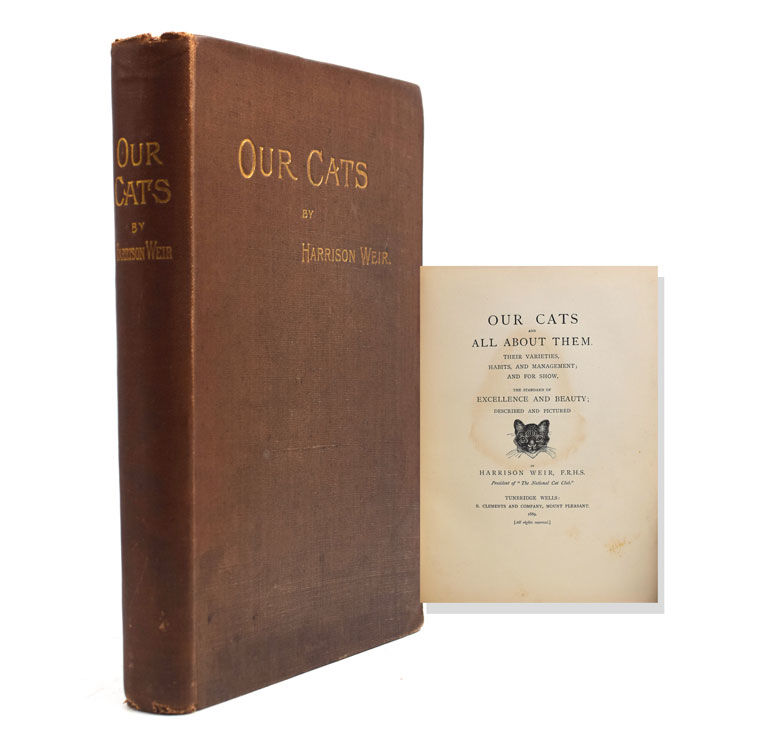 OUR
CATS
BY
HARRISON WEIR
OUR CATS
BY
HARRISON WEIR.
OUR CATS
AND
ALL ABOUT THEM.
THEIR VARIETIES,
HABITS, AND MANAGEMENT;
AND FOR SHOW,
THE STANDARD OF
EXCELLENCE AND BEAUTY;
DESCRIBED AND PICTURED
BY
HARRISON WEIR, F.R.H.S.
President of "The National Cat Club."
TUNBRIDGE WELLS:
R. CLEMENTS AND COMPANY, MOUNT PLEASANT.
1889.
[All rights reserved.]